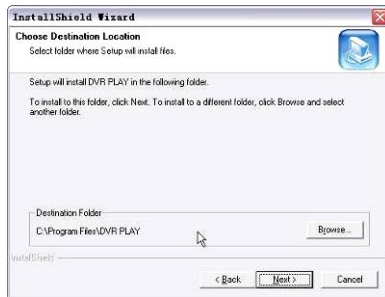 InstallShield Wizard
Choose Destination Location
Select folder where Setup will install files.
Setup will install DVR PLAY in the following folder.
To install to this folder, click Next. To install to a different folder, click Browse and select
another folder.
Destination Folder
C:\Program Files\DVR PLAY
Browse...
InstallShield
< Back
Next >
Cancel